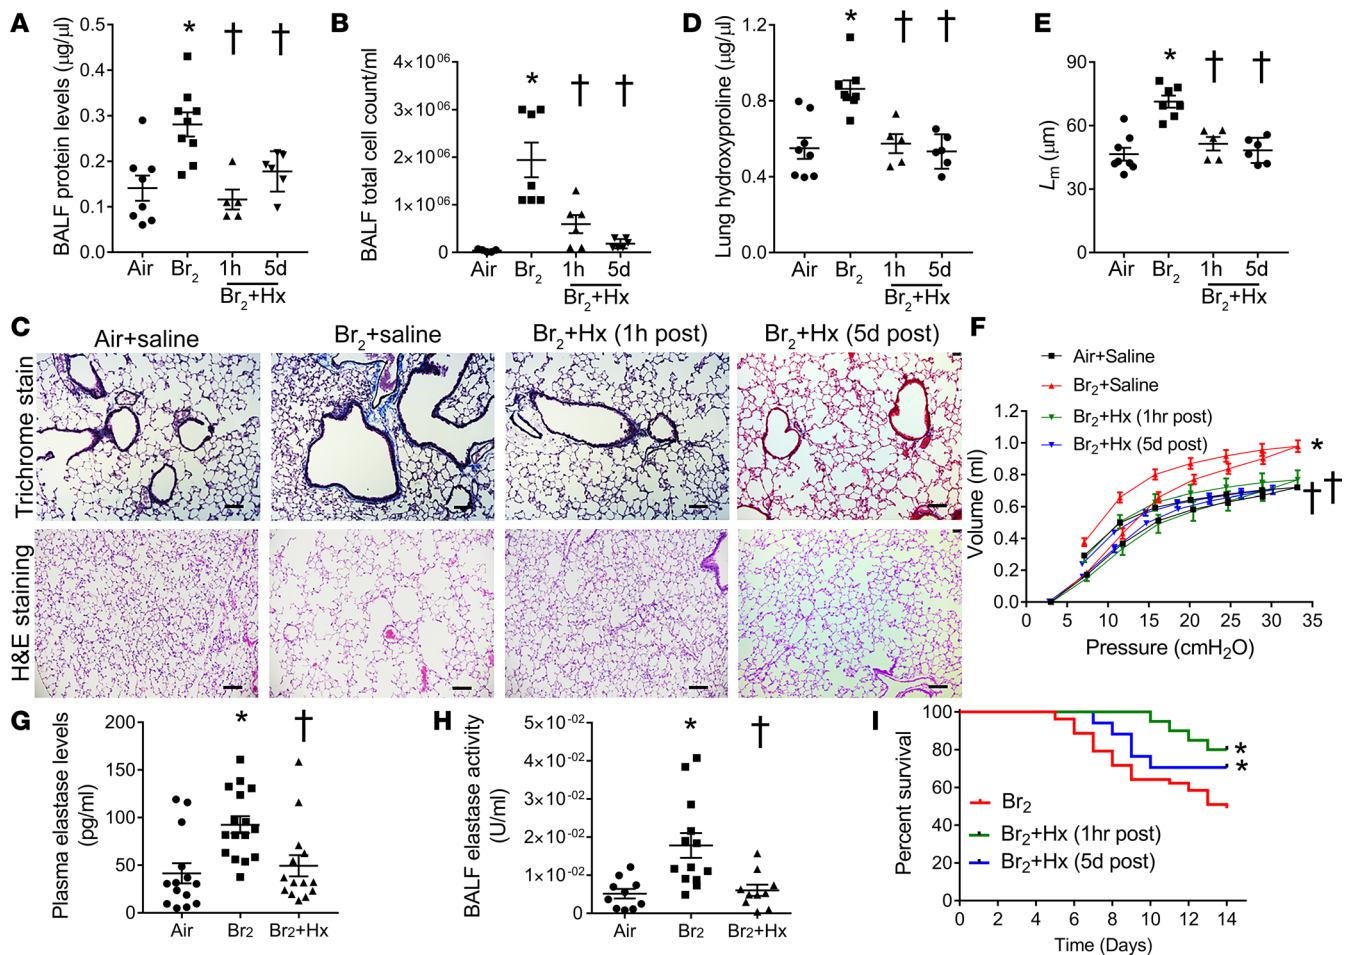 A
BALF protein levels (µg/µl)
0.5
0.4
0.3
0.2
0.1
0.0
*
†
†
Air
Br2
1h
5d
Br2+Hx
B
BALF total cell count/ml
4×10^06
3×10^06
2×10^06
1×10^06
0
*
†
†
Air
Br2
1h
5d
Br2+Hx
D
Lung hydroxyproline (µg/µl)
1.2
0.8
0.4
0.0
*
†
†
Air
Br2
1h
5d
Br2+Hx
E
Lm (µm)
90
60
30
0
*
†
†
Air
Br2
1h
5d
Br2+Hx
C
Air+saline
Br2+saline
Br2+Hx (1h post)
Br2+Hx (5d post)
Trichrome stain
H&E staining
F
Air+Saline
Br2+Saline
Br2+Hx (1hr post)
Br2+Hx (5d post)
Volume (ml)
1.2
1.0
0.8
0.6
0.4
0.2
0.0
*
†
†
0
5
10
15
20
25
30
35
Pressure (cmH2O)
G
Plasma elastase levels
(pg/ml)
200
150
100
50
0
*
†
Air
Br2
Br2+Hx
H
BALF elastase activity
(U/ml)
5×10^-02
4×10^-02
3×10^-02
2×10^-02
1×10^-02
0
*
†
Air
Br2
Br2+Hx
I
Percent survival
100
80
60
40
20
0
*
*
Br2
Br2+Hx (1hr post)
Br2+Hx (5d post)
0
2
4
6
8
10
12
14
Time (Days)